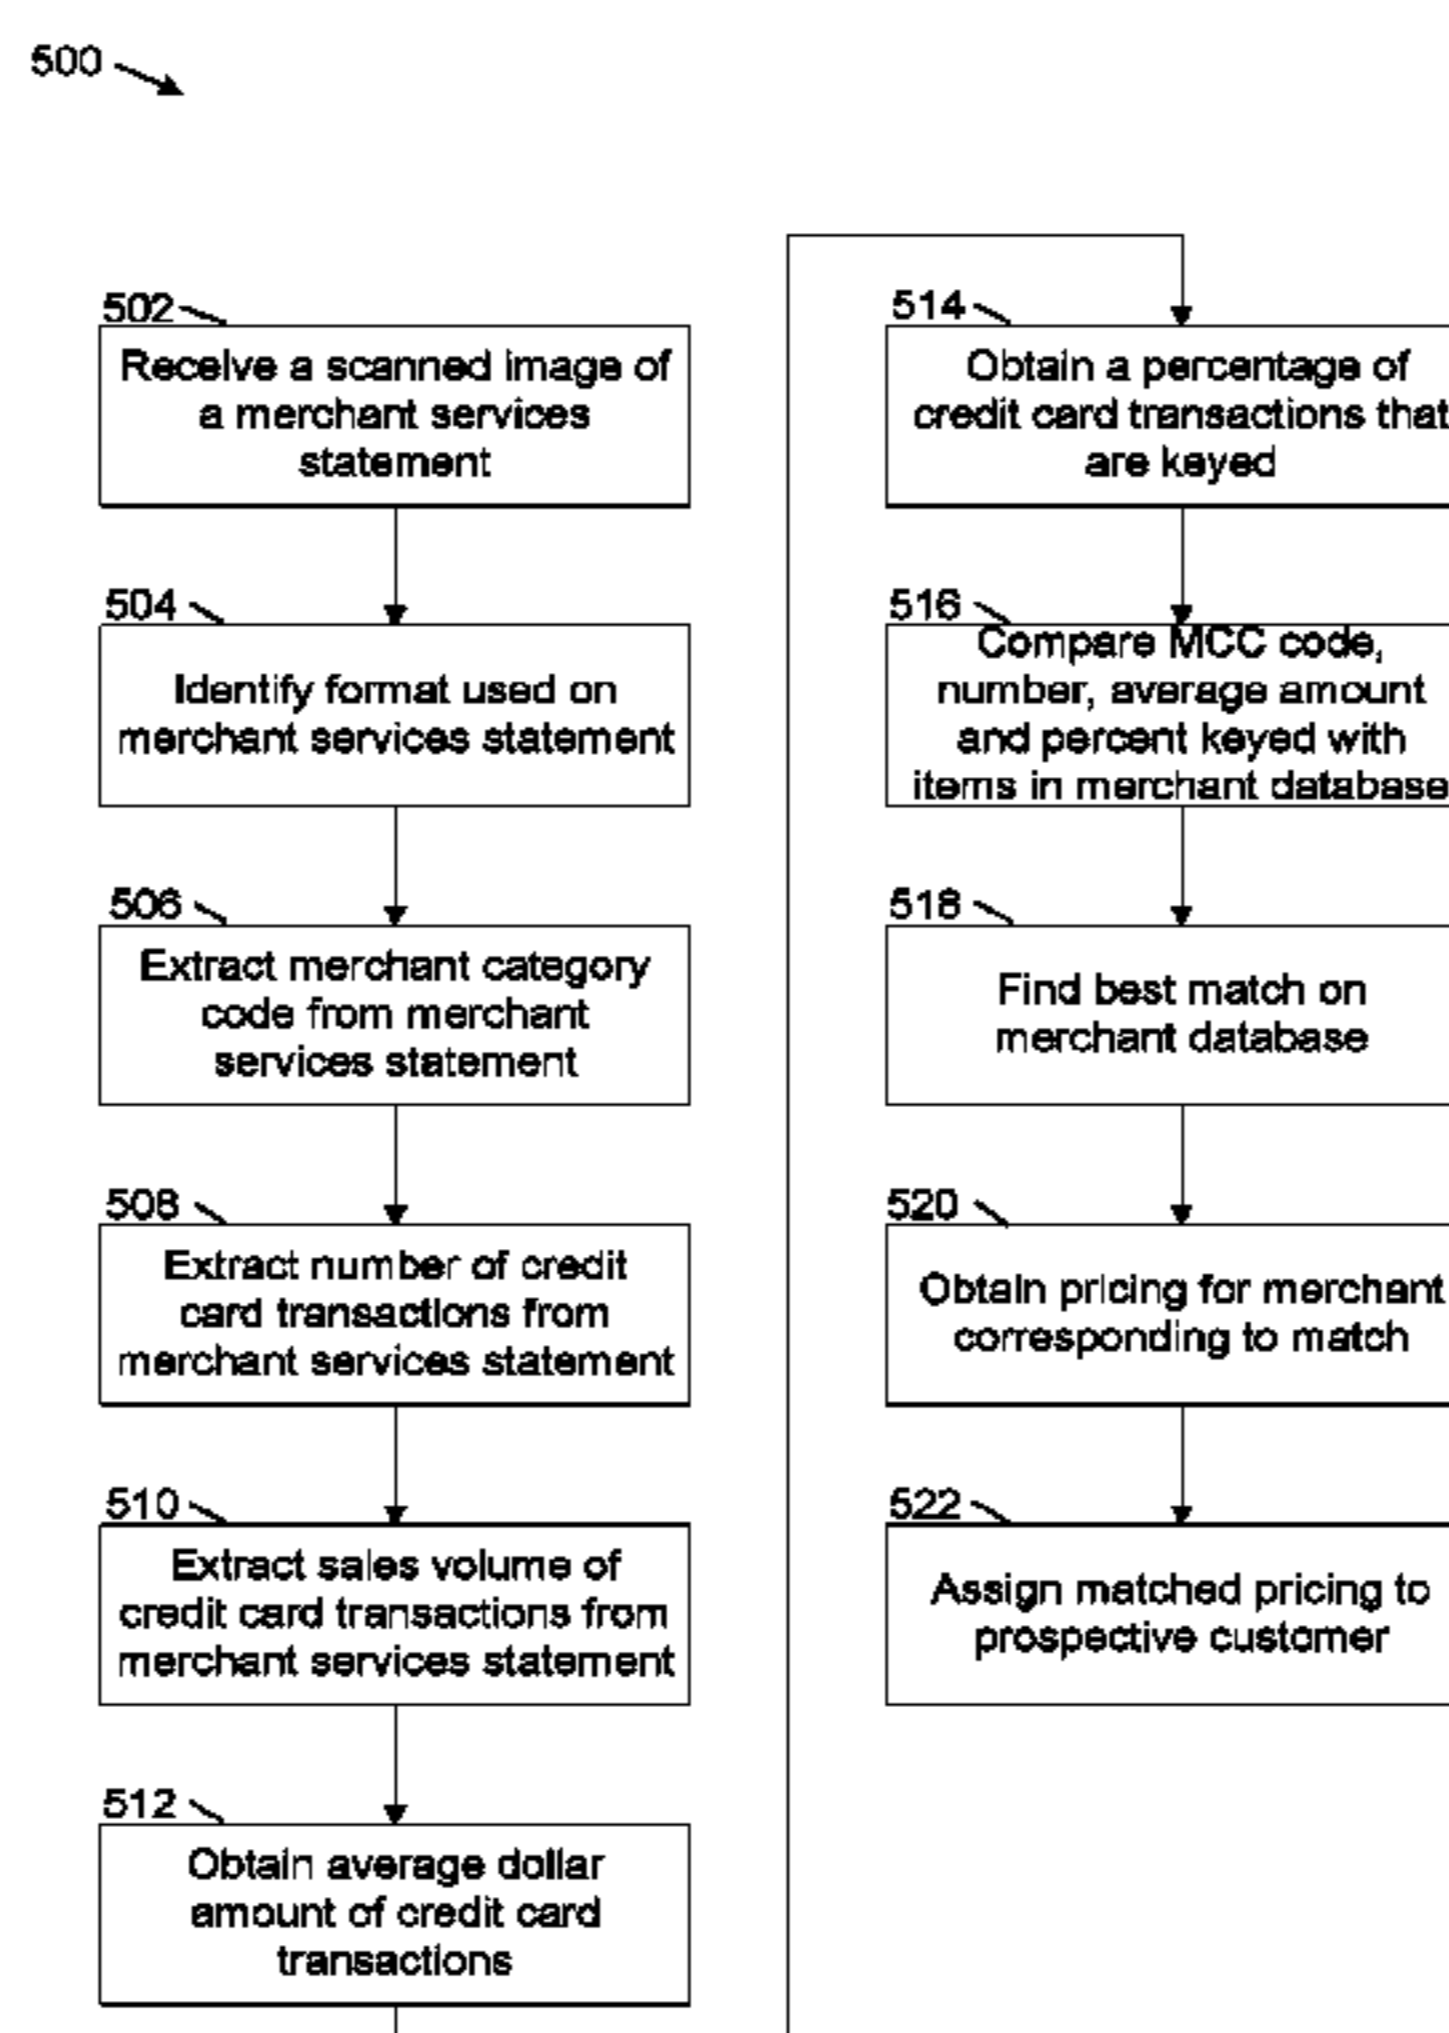 500
502
Receive a scanned image of
a merchant services
statement
504
Identify format used on
merchant services statement
506
Extract merchant category
code from merchant
services statement
508
Extract number of credit
card transactions from
merchant services statement
510
Extract sales volume of
credit card transactions from
merchant services statement
512
Obtain average dollar
amount of credit card
transactions
514
Obtain a percentage of
credit card transactions that
are keyed
516
Compare MCC code,
number, average amount
and percent keyed with
items in merchant database
518
Find best match on
merchant database
520
Obtain pricing for merchant
corresponding to match
522
Assign matched pricing to
prospective customer